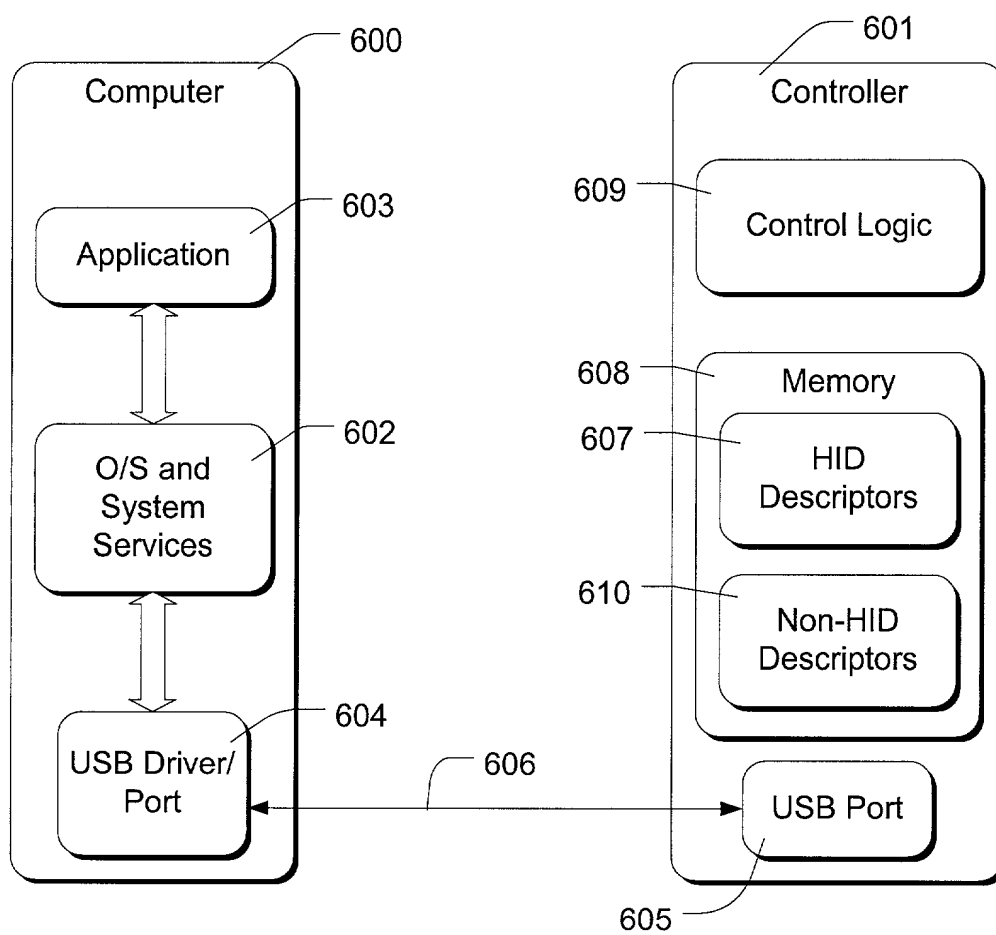 600
Computer
603
Application
602
O/S and
System
Services
604
USB Driver/
Port
606
601
Controller
609
Control Logic
608
Memory
607
HID
Descriptors
610
Non-HID
Descriptors
USB Port
605